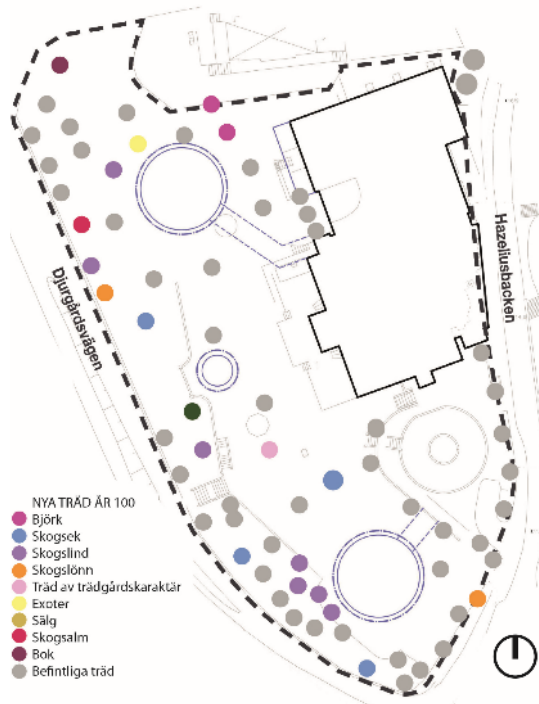 Hazeliusbacken
Djurgårdsvägen
NYA TRÄD ÅR 100
Björk
Skogsek
Skogslind
Skogslönn
Träd av trädgårdskaraktär
Exoter
Sälg
Skogsalm
Bok
Befintliga träd